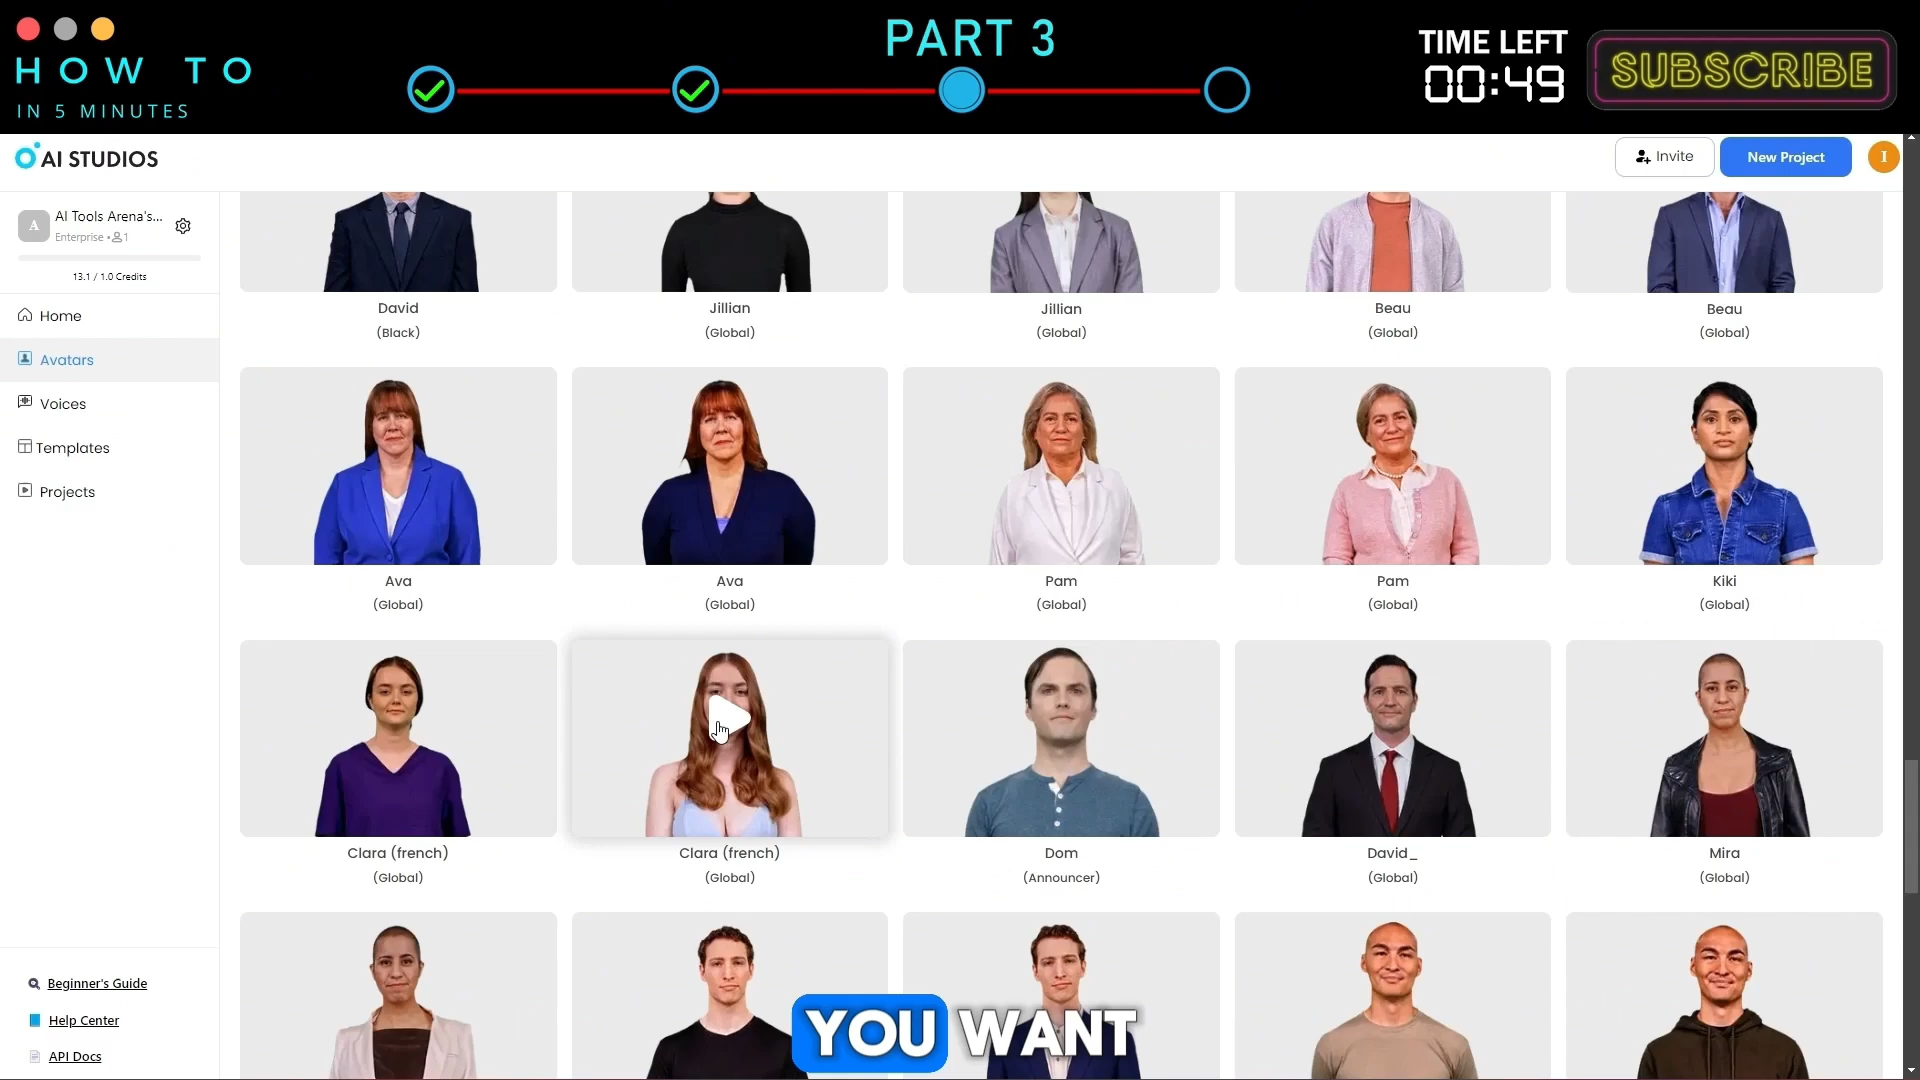 PART 3
HOW TO
IN 5 MINUTES
TIME LEFT
00:49
SUBSCRIBE
AI STUDIOS
Invite
New Project
I
A
AI Tools Arena's...
Enterprise • 1
13.1 / 1.0 Credits
Home
Avatars
Voices
Templates
Projects
Beginner's Guide
Help Center
API Docs
David
(Black)
Jillian
(Global)
Jillian
(Global)
Beau
(Global)
Beau
(Global)
Ava
(Global)
Ava
(Global)
Pam
(Global)
Pam
(Global)
Kiki
(Global)
Clara (french)
(Global)
Clara (french)
(Global)
Dom
(Announcer)
David_
(Global)
Mira
(Global)
YOU WANT